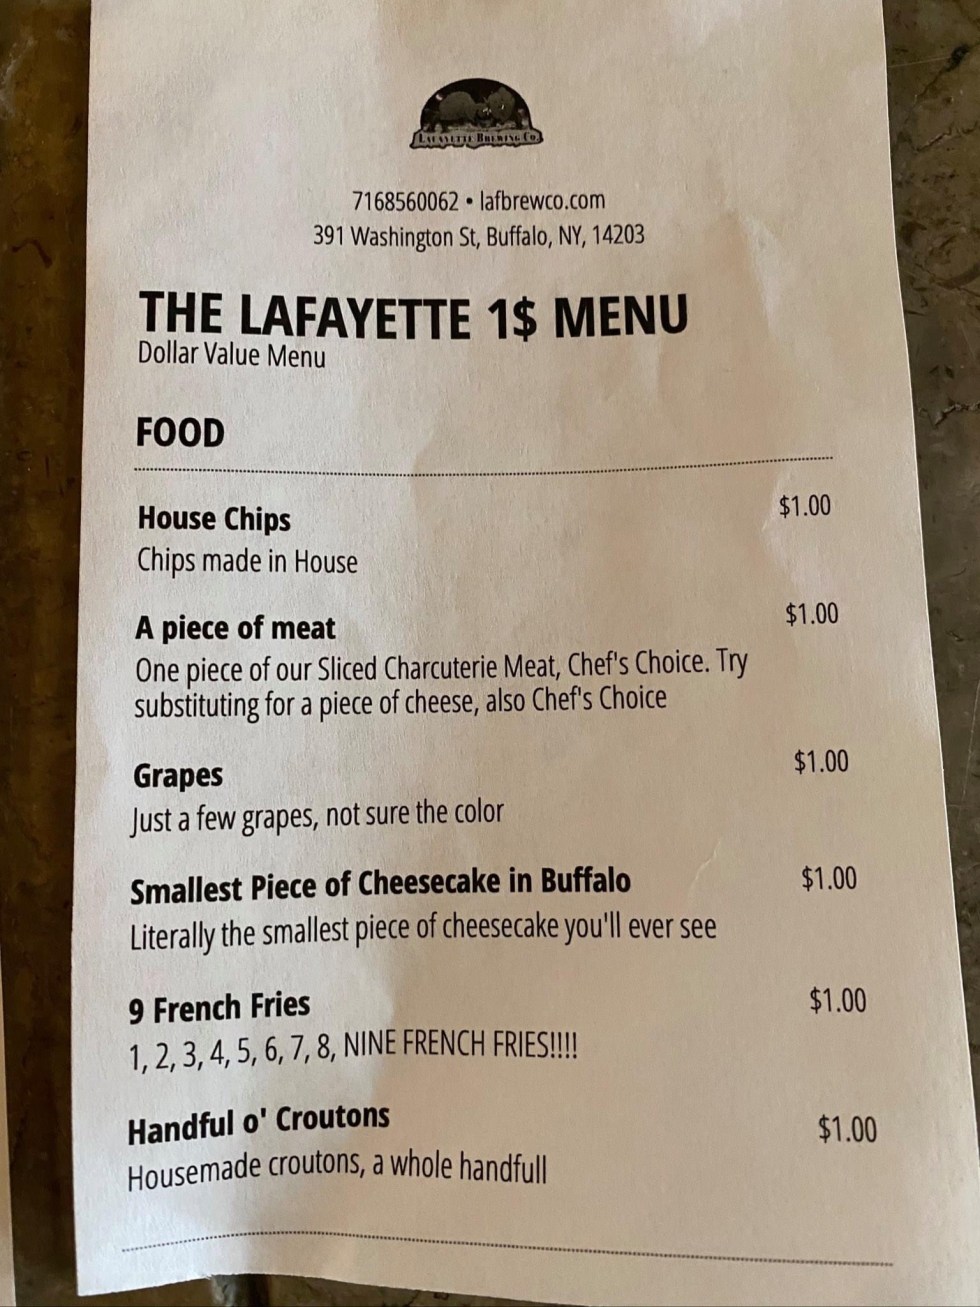 LAFAYETTE BREWING CO.
7168560062 • lafbrewco.com
391 Washington St, Buffalo, NY, 14203
THE LAFAYETTE 1$ MENU
Dollar Value Menu
FOOD
House Chips $1.00
Chips made in House
A piece of meat $1.00
One piece of our Sliced Charcuterie Meat, Chef's Choice. Try
substituting for a piece of cheese, also Chef's Choice
Grapes $1.00
Just a few grapes, not sure the color
Smallest Piece of Cheesecake in Buffalo $1.00
Literally the smallest piece of cheesecake you'll ever see
9 French Fries $1.00
1, 2, 3, 4, 5, 6, 7, 8, NINE FRENCH FRIES!!!!
Handful o' Croutons $1.00
Housemade croutons, a whole handfull